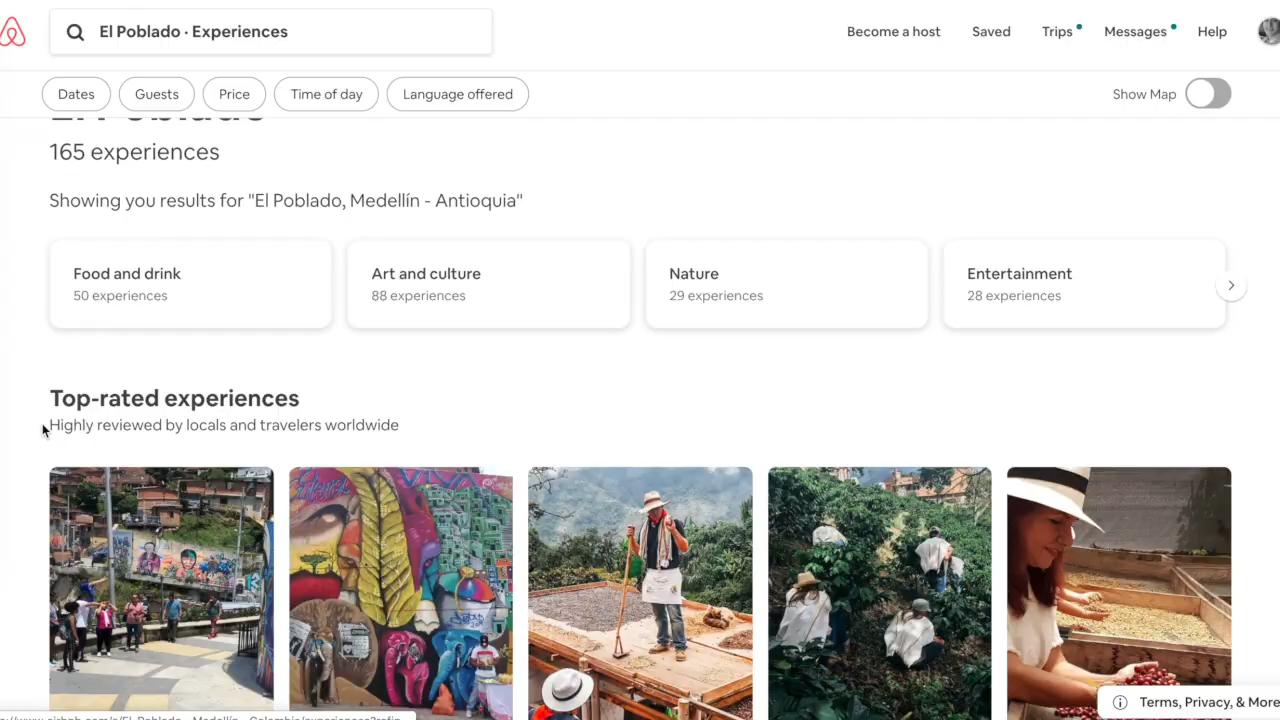 El Poblado · Experiences
Become a host
Saved
Trips
Messages
Help
Dates
Guests
Price
Time of day
Language offered
Show Map
El Poblado
165 experiences
Showing you results for "El Poblado, Medellín - Antioquia"
Food and drink
50 experiences
Art and culture
88 experiences
Nature
29 experiences
Entertainment
28 experiences
Top-rated experiences
Highly reviewed by locals and travelers worldwide
Terms, Privacy, & More